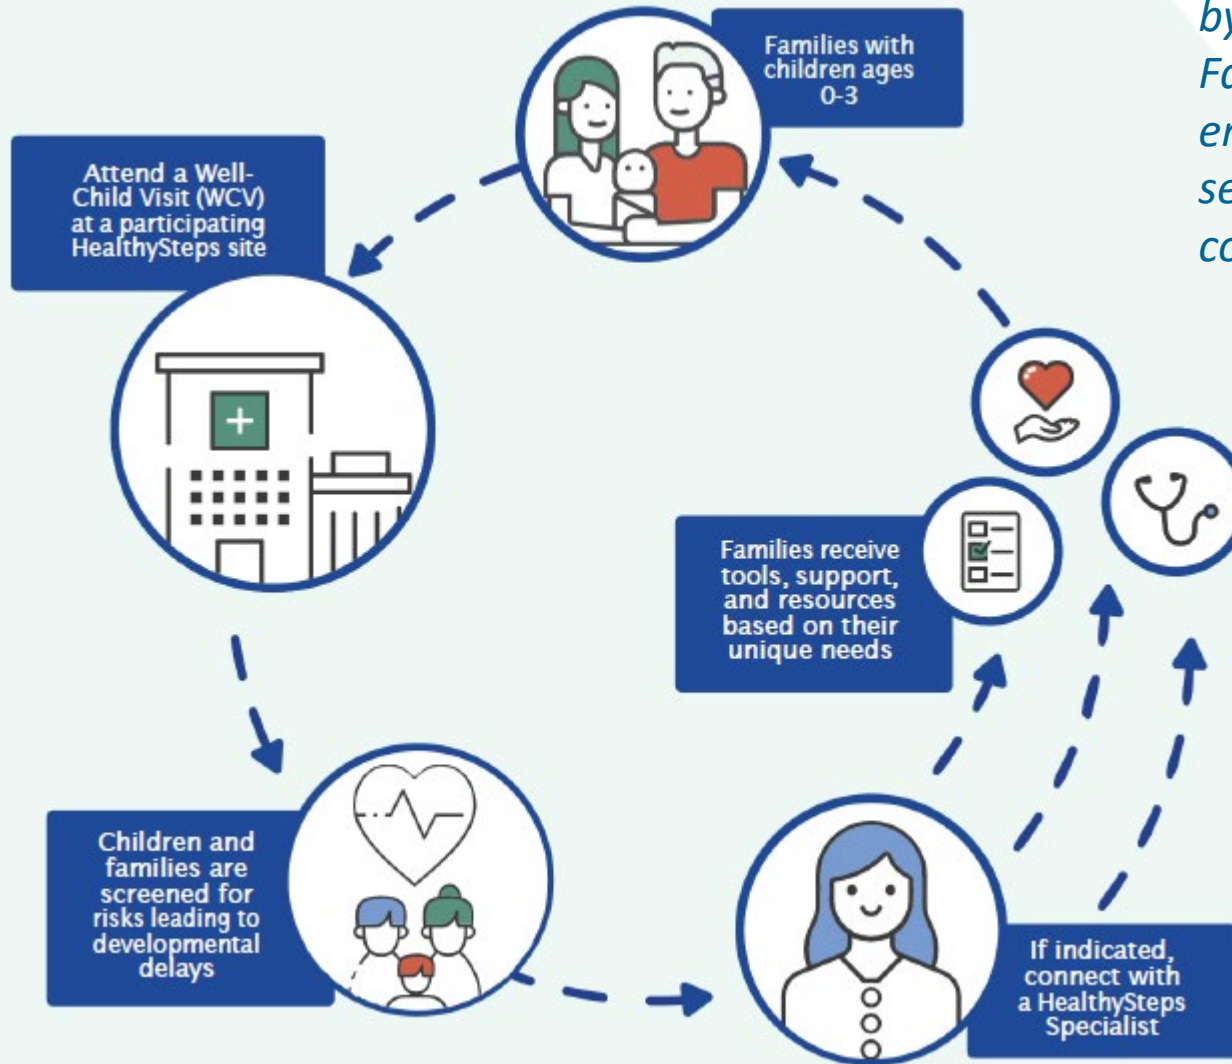 Families with
children ages
0-3
Attend a Well-
Child Visit (WCV)
at a participating
HealthySteps site
Children and
families are
screened for
risks leading to
developmental
delays
If indicated,
connect with
a HealthySteps
Specialist
Families receive
tools, support,
and resources
based on their
unique needs
by